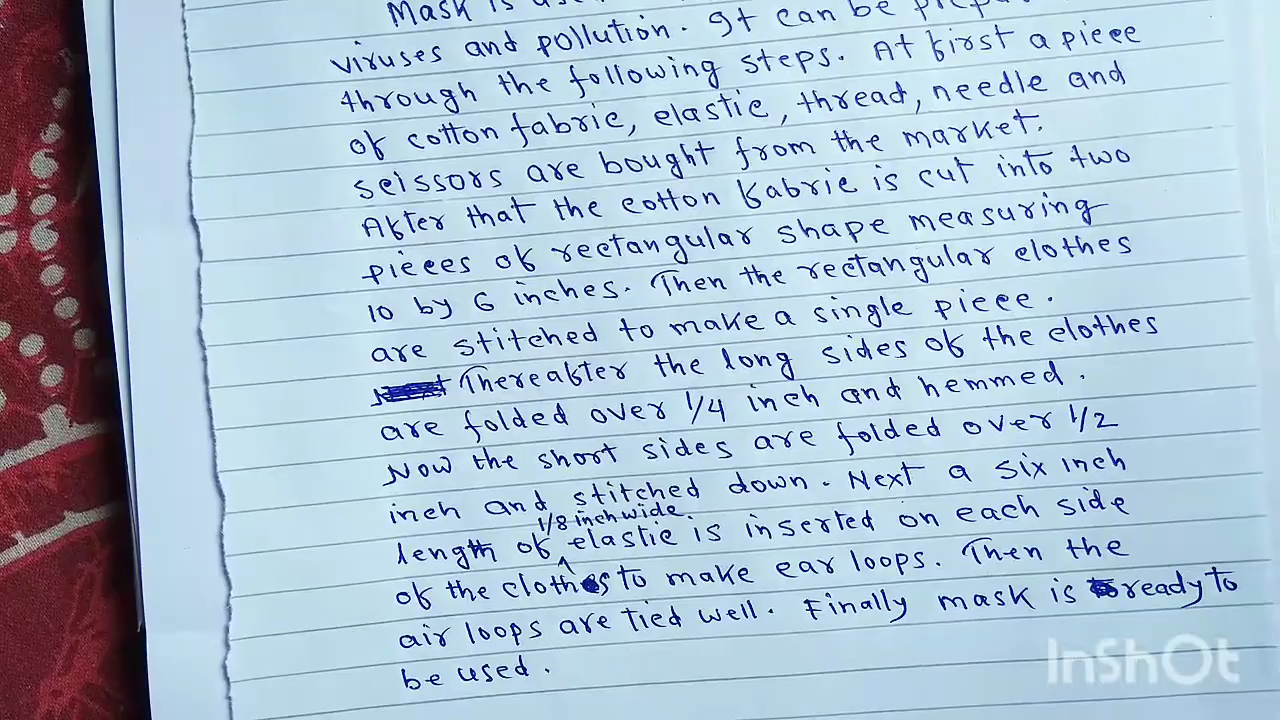 Mask is
viruses and pollution. It can be
through the following steps. At first a piece
of cotton fabric, elastic, thread, needle and
scissors are bought from the market.
After that the cotton fabric is cut into two
pieces of rectangular shape measuring
10 by 6 inches. Then the rectangular clothes
are stitched to make a single piece.
Thereafter the long sides of the clothes
are folded over 1/4 inch and hemmed.
Now the short sides are folded over 1/2
inch and stitched down. Next a six inch
1/8 inch wide
length of elastic is inserted on each side
of the clothes to make ear loops. Then the
air loops are tied well. Finally mask is ready to
be used.
InShOt